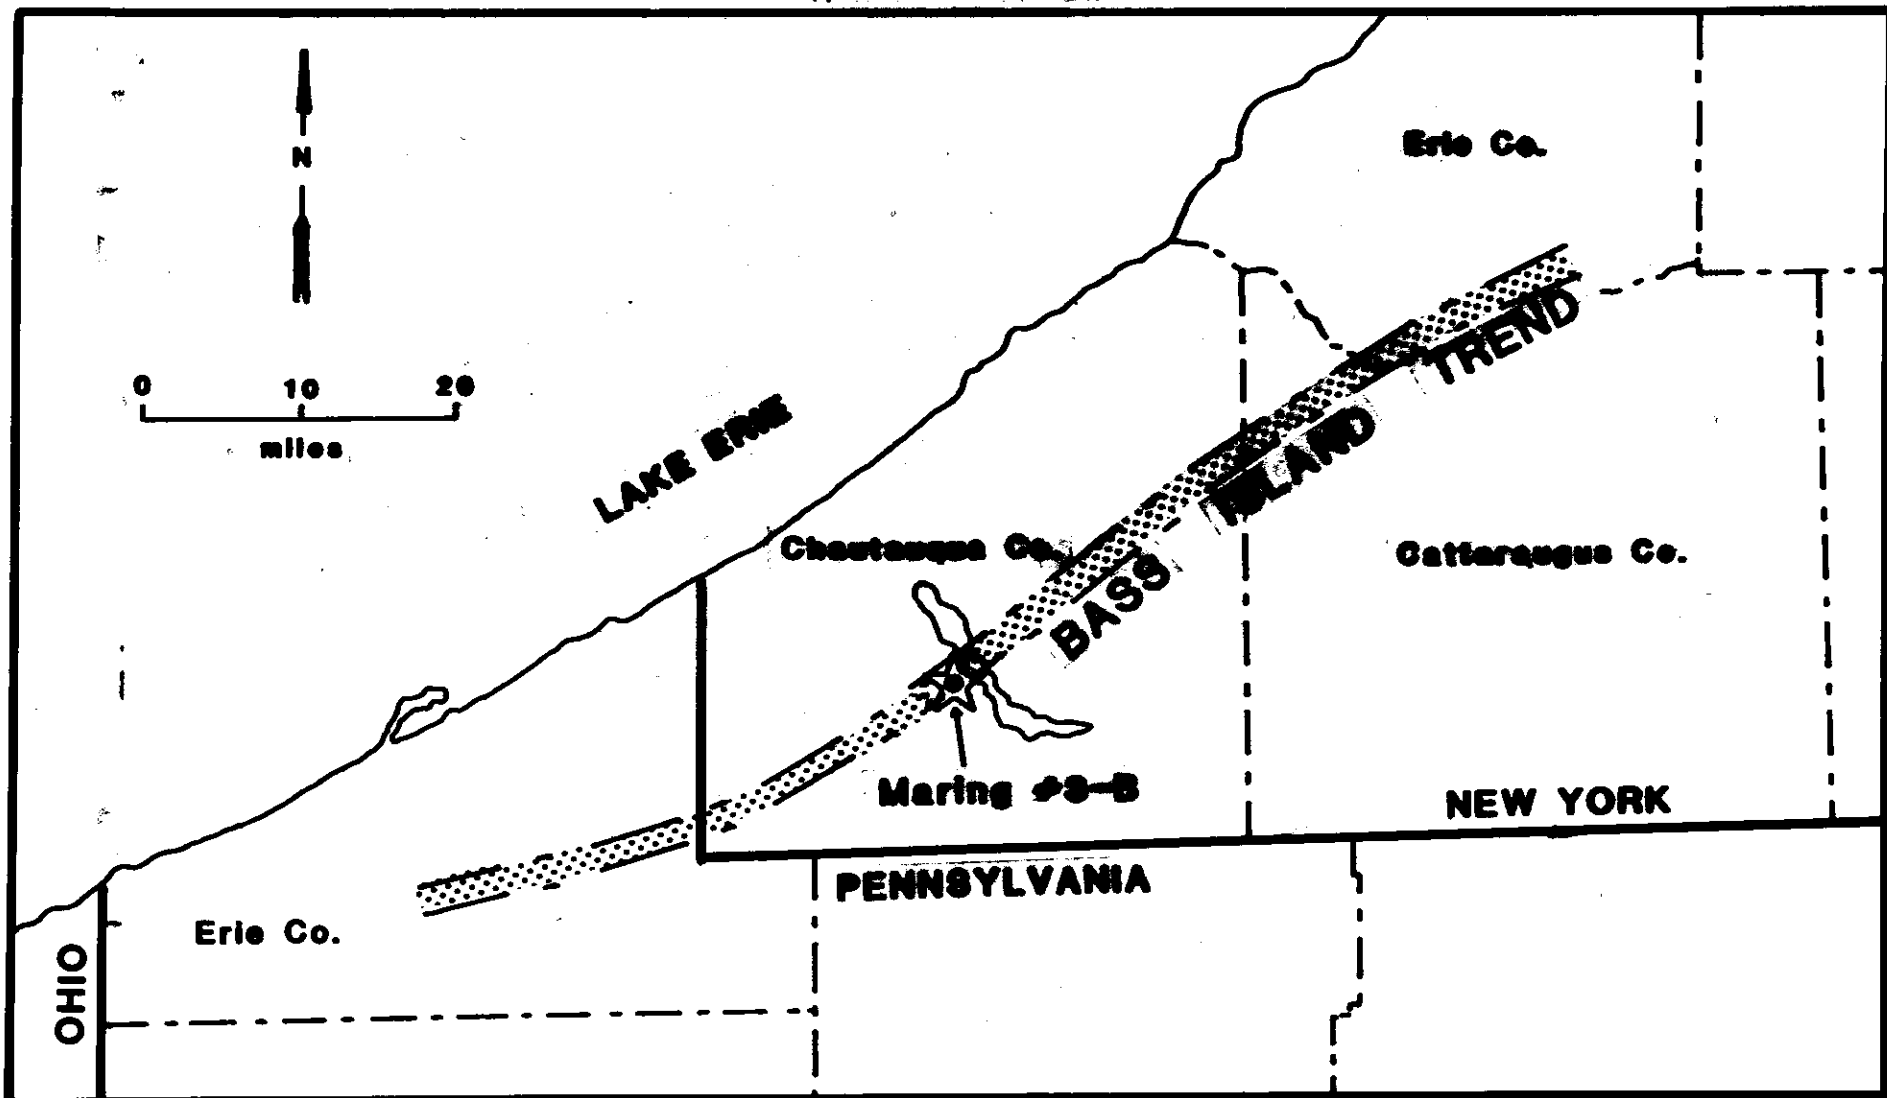 N
Erie Co.
0 10 20
miles
LAKE ERIE
BASS ISLAND TREND
Chautauqua Co.
Cattaraugus Co.
Maring #3-B
NEW YORK
PENNSYLVANIA
Erie Co.
OHIO